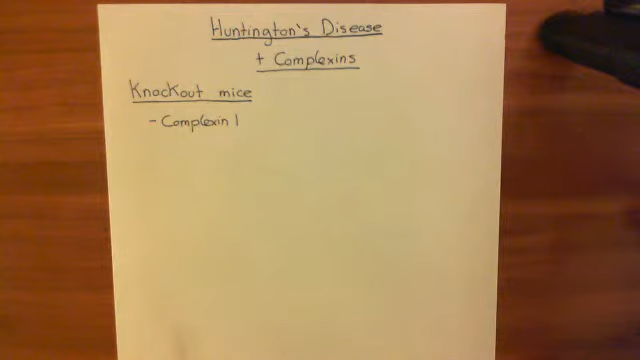 Huntington's Disease
+ Complexins
Knockout mice
- Complexin 1